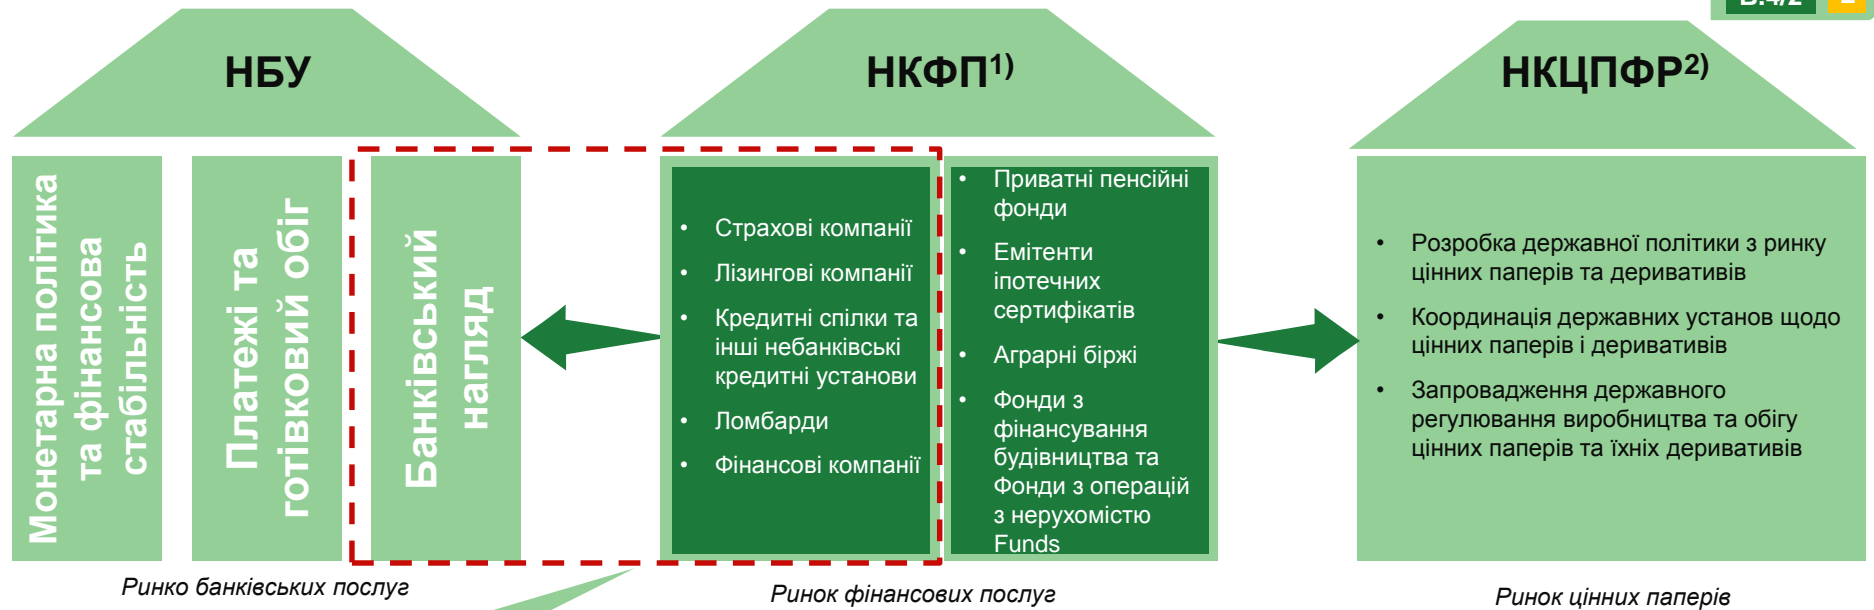 НБУ
НКФП1)
НКЦПФР2)
Монетарна політика
та фінансова
стабільність
Платежі та
готівковий обіг
Банківський
нагляд
• Страхові компанії
• Лізингові компанії
• Кредитні спілки та
інші небанківські
кредитні установи
• Ломбарди
• Фінансові компанії
• Приватні пенсійні
фонди
• Емітенти
іпотечних
сертифікатів
• Аграрні біржі
• Фонди з
фінансування
будівництва та
Фонди з операцій
з нерухомістю
Funds
• Розробка державної політики з ринку
цінних паперів та деривативів
• Координація державних установ щодо
цінних паперів і деривативів
• Запровадження державного
регулювання виробництва та обігу
цінних паперів та їхніх деривативів
Ринко банківських послуг
Ринок фінансових послуг
Ринок цінних паперів